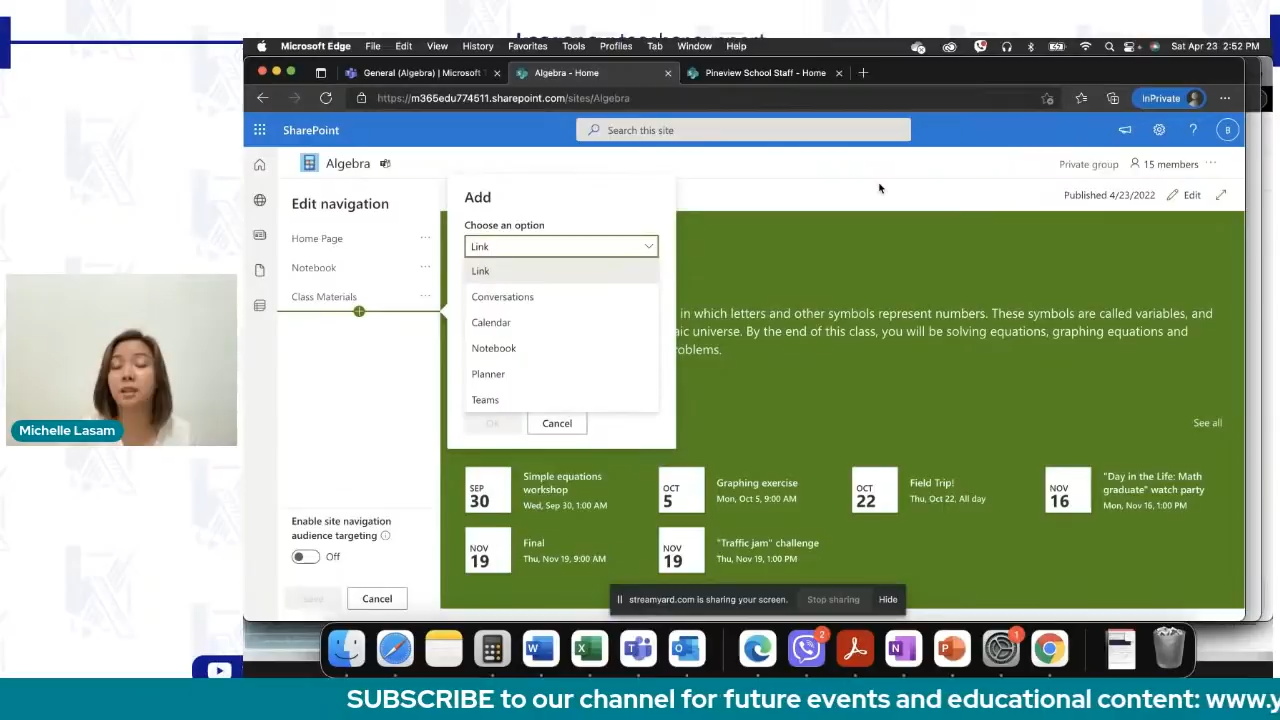 Microsoft Edge File Edit View History Favorites Tools Profiles Tab Window Help Sat Apr 23 2:52 PM
General (Algebra) | Microsoft T
Algebra - Home
Pineview School Staff - Home
https://m365edu774511.sharepoint.com/sites/Algebra
InPrivate
SharePoint
Search this site
B
Algebra
Private group
15 members
Published 4/23/2022
Edit
Edit navigation
Home Page
Notebook
Class Materials
Add
Choose an option
Link
Link
Conversations
Calendar
Notebook
Planner
Teams
Ok
Cancel
in which letters and other symbols represent numbers. These symbols are called variables, and
aic universe. By the end of this class, you will be solving equations, graphing equations and
roblems.
See all
SEP 30
Simple equations
workshop
Wed, Sep 30, 1:00 AM
OCT 5
Graphing exercise
Mon, Oct 5, 9:00 AM
OCT 22
Field Trip!
Thu, Oct 22, All day
NOV 16
"Day in the Life: Math
graduate" watch party
Mon, Nov 16, 1:00 PM
NOV 19
Final
Thu, Nov 19, 9:00 AM
NOV 19
"Traffic jam" challenge
Thu, Nov 19, 1:00 PM
Enable site navigation
audience targeting
Off
Save
Cancel
streamyard.com is sharing your screen.
Stop sharing
Hide
2
1
Michelle Lasam
SUBSCRIBE to our channel for future events and educational content: www.y